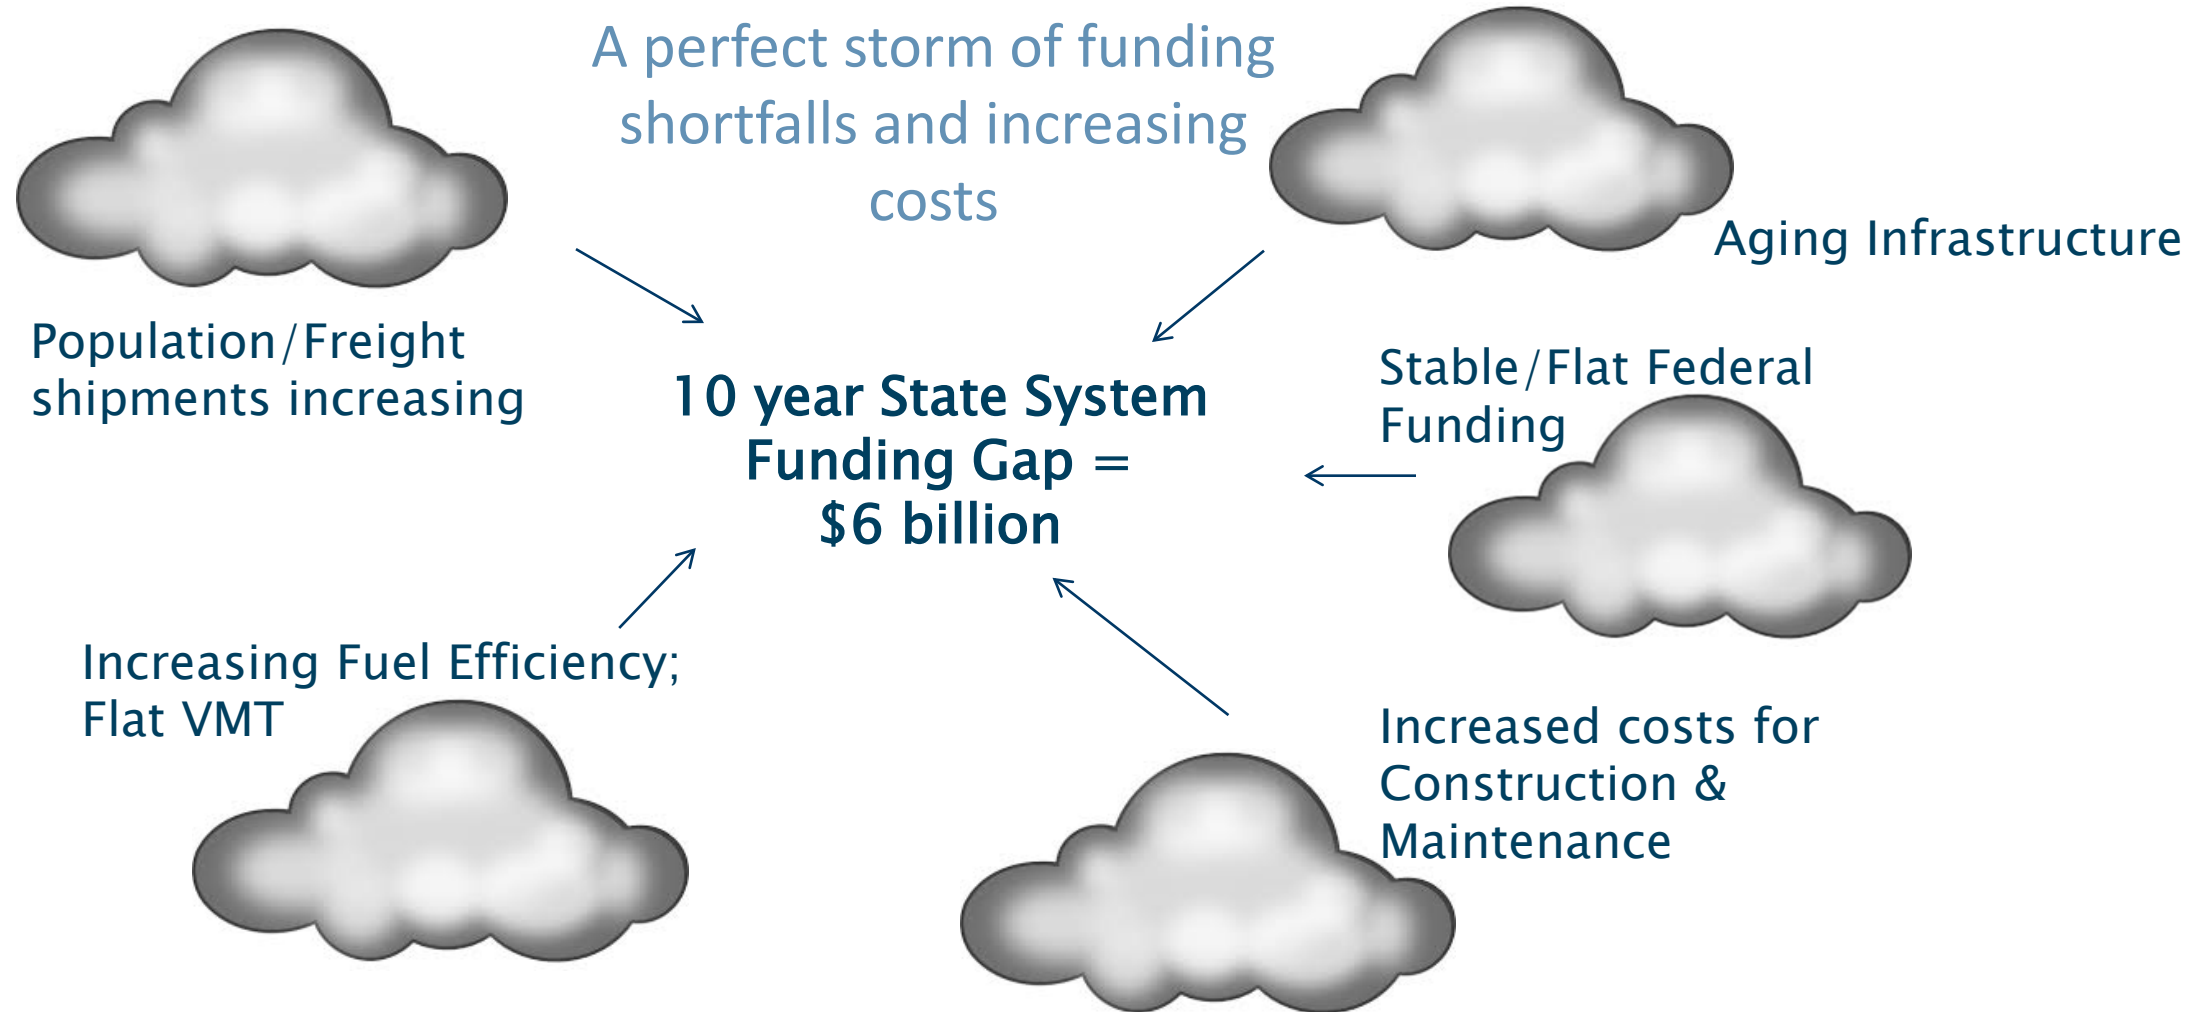 A perfect storm of funding
shortfalls and increasing
costs
Aging Infrastructure
Population/Freight
shipments increasing
10 year State System
Funding Gap =
$6 billion
Stable/Flat Federal
Funding
Increasing Fuel Efficiency;
Flat VMT
Increased costs for
Construction &
Maintenance